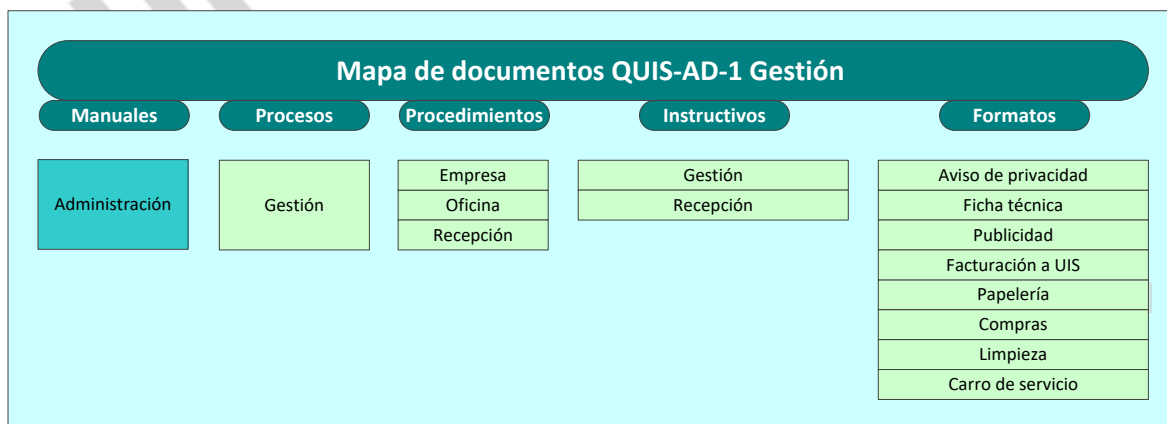 Mapa de documentos QUIS-AD-1 Gestión
Manuales
Procesos
Procedimientos
Instructivos
Formatos
Administración
Gestión
Empresa
Oficina
Recepción
Gestión
Recepción
Aviso de privacidad
Ficha técnica
Publicidad
Facturación a UIS
Papelería
Compras
Limpieza
Carro de servicio